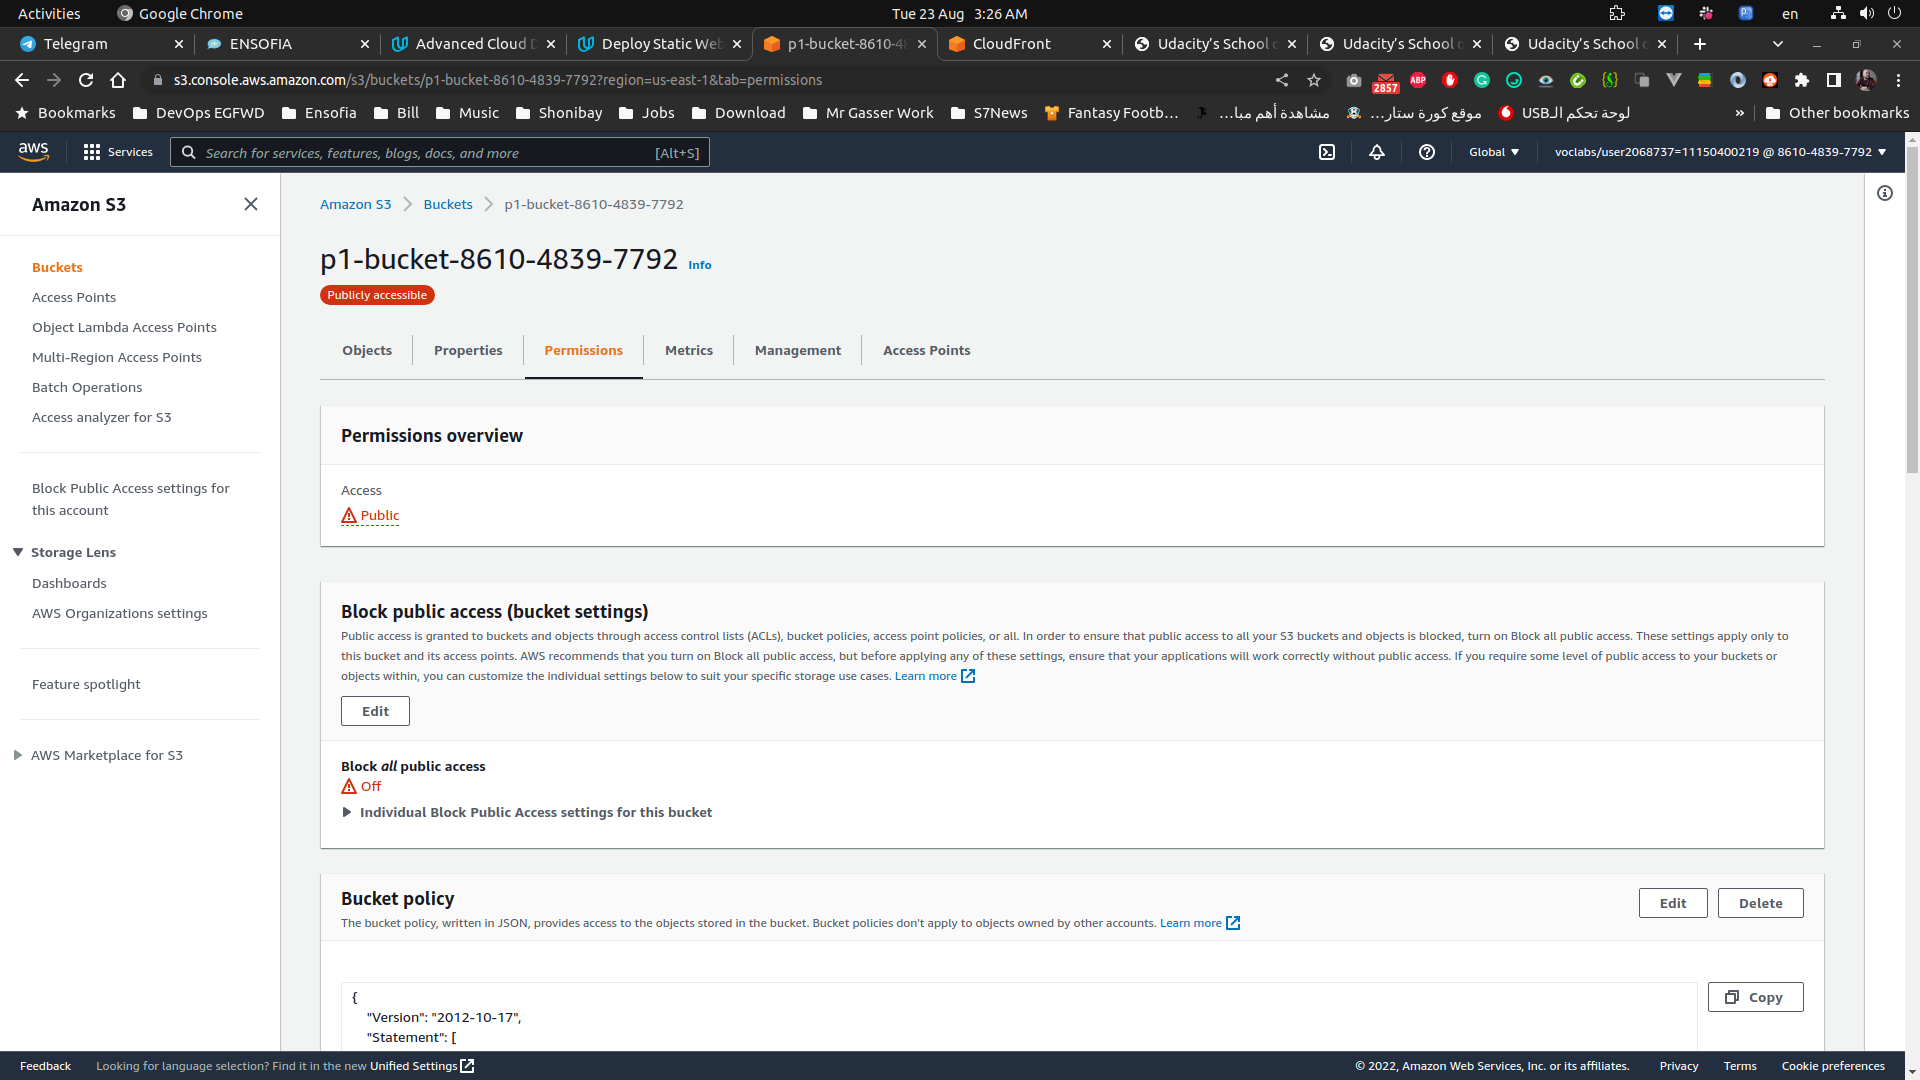 Activities
Google Chrome
Tue 23 Aug 3:26 AM
en
Telegram
ENSOFIA
Advanced Cloud D
Deploy Static Web
p1-bucket-8610-48
CloudFront
Udacity's School o
Udacity's School o
Udacity's School o
s3.console.aws.amazon.com/s3/buckets/p1-bucket-8610-4839-7792?region=us-east-1&tab=permissions
2857
ABP
Bookmarks
DevOps EGFWD
Ensofia
Bill
Music
Shonibay
Jobs
Download
Mr Gasser Work
S7News
Fantasy Footb...
مشاهدة أهم مبا...
موقع كورة ستار...
لوحة تحكم الـUSB
»
Other bookmarks
aws
Services
Search for services, features, blogs, docs, and more
[Alt+S]
Global
voclabs/user2068737=11150400219 @ 8610-4839-7792
Amazon S3
Buckets
Access Points
Object Lambda Access Points
Multi-Region Access Points
Batch Operations
Access analyzer for S3
Block Public Access settings for
this account
Storage Lens
Dashboards
AWS Organizations settings
Feature spotlight
AWS Marketplace for S3
Amazon S3
Buckets
p1-bucket-8610-4839-7792
p1-bucket-8610-4839-7792 Info
Publicly accessible
Objects
Properties
Permissions
Metrics
Management
Access Points
Permissions overview
Access
Public
Block public access (bucket settings)
Public access is granted to buckets and objects through access control lists (ACLs), bucket policies, access point policies, or all. In order to ensure that public access to all your S3 buckets and objects is blocked, turn on Block all public access. These settings apply only to
this bucket and its access points. AWS recommends that you turn on Block all public access, but before applying any of these settings, ensure that your applications will work correctly without public access. If you require some level of public access to your buckets or
objects within, you can customize the individual settings below to suit your specific storage use cases. Learn more
Edit
Block all public access
Off
Individual Block Public Access settings for this bucket
Bucket policy
The bucket policy, written in JSON, provides access to the objects stored in the bucket. Bucket policies don't apply to objects owned by other accounts. Learn more
Edit
Delete
Copy
{
"Version": "2012-10-17",
"Statement": [
Feedback
Looking for language selection? Find it in the new Unified Settings
© 2022, Amazon Web Services, Inc. or its affiliates.
Privacy
Terms
Cookie preferences